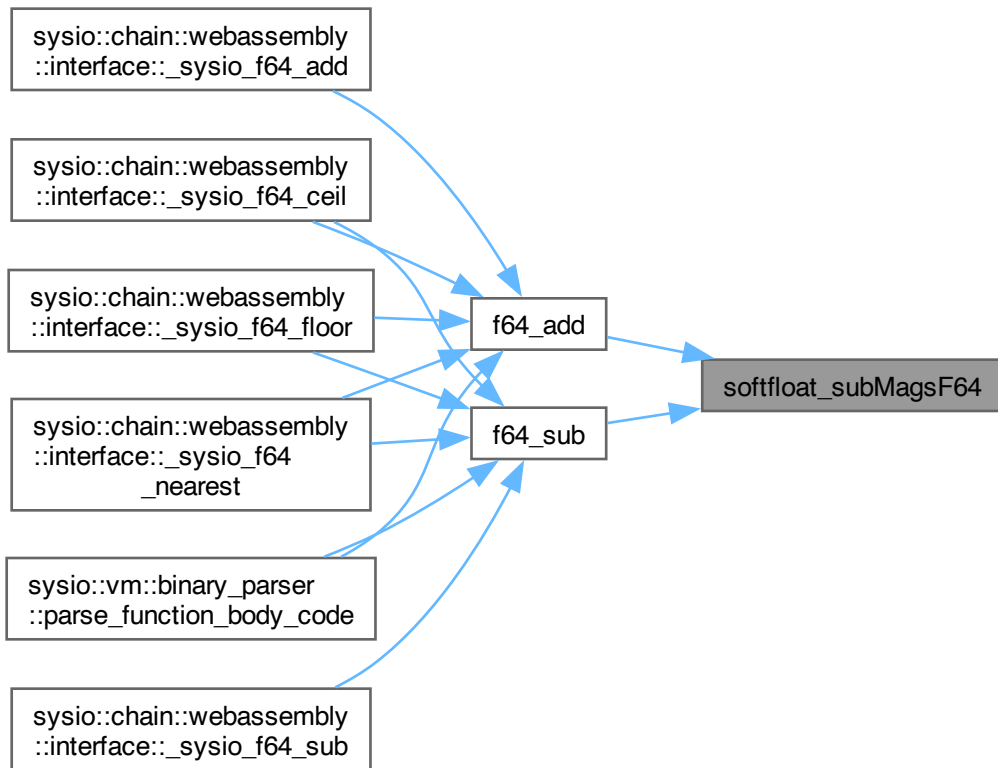 sysio::chain::webassembly
::interface::_sysio_f64_add
sysio::chain::webassembly
::interface::_sysio_f64_ceil
sysio::chain::webassembly
::interface::_sysio_f64_floor
sysio::chain::webassembly
::interface::_sysio_f64
_nearest
sysio::vm::binary_parser
::parse_function_body_code
sysio::chain::webassembly
::interface::_sysio_f64_sub
f64_add
f64_sub
softfloat_subMagsF64